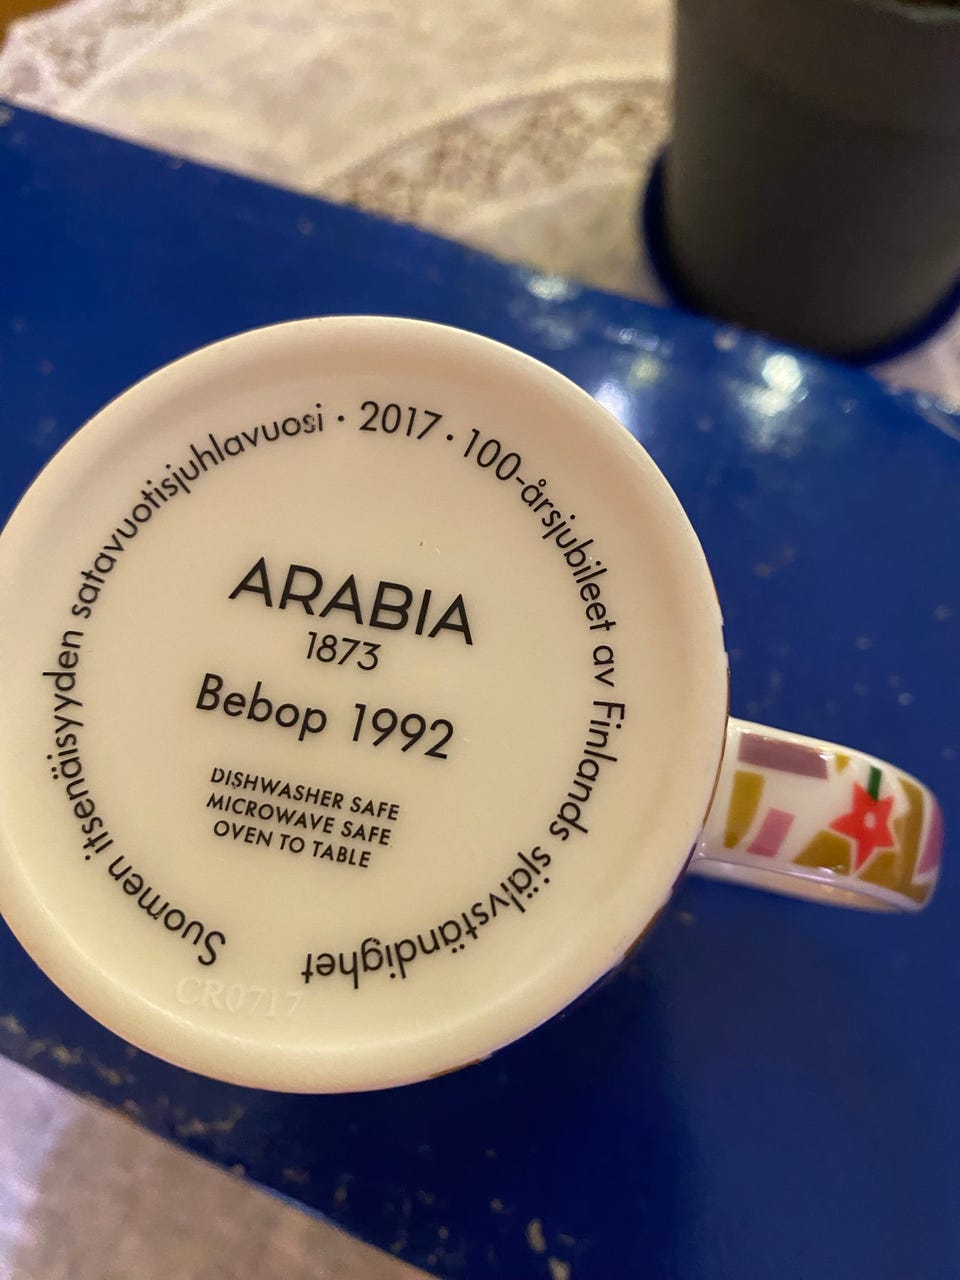 Suomen itsenäisyyden satavuotisjuhlavuosi · 2017 · 100-årsjubileet av Finlands självständighet
ARABIA
1873
Bebop 1992
DISHWASHER SAFE
MICROWAVE SAFE
OVEN TO TABLE
CR0717